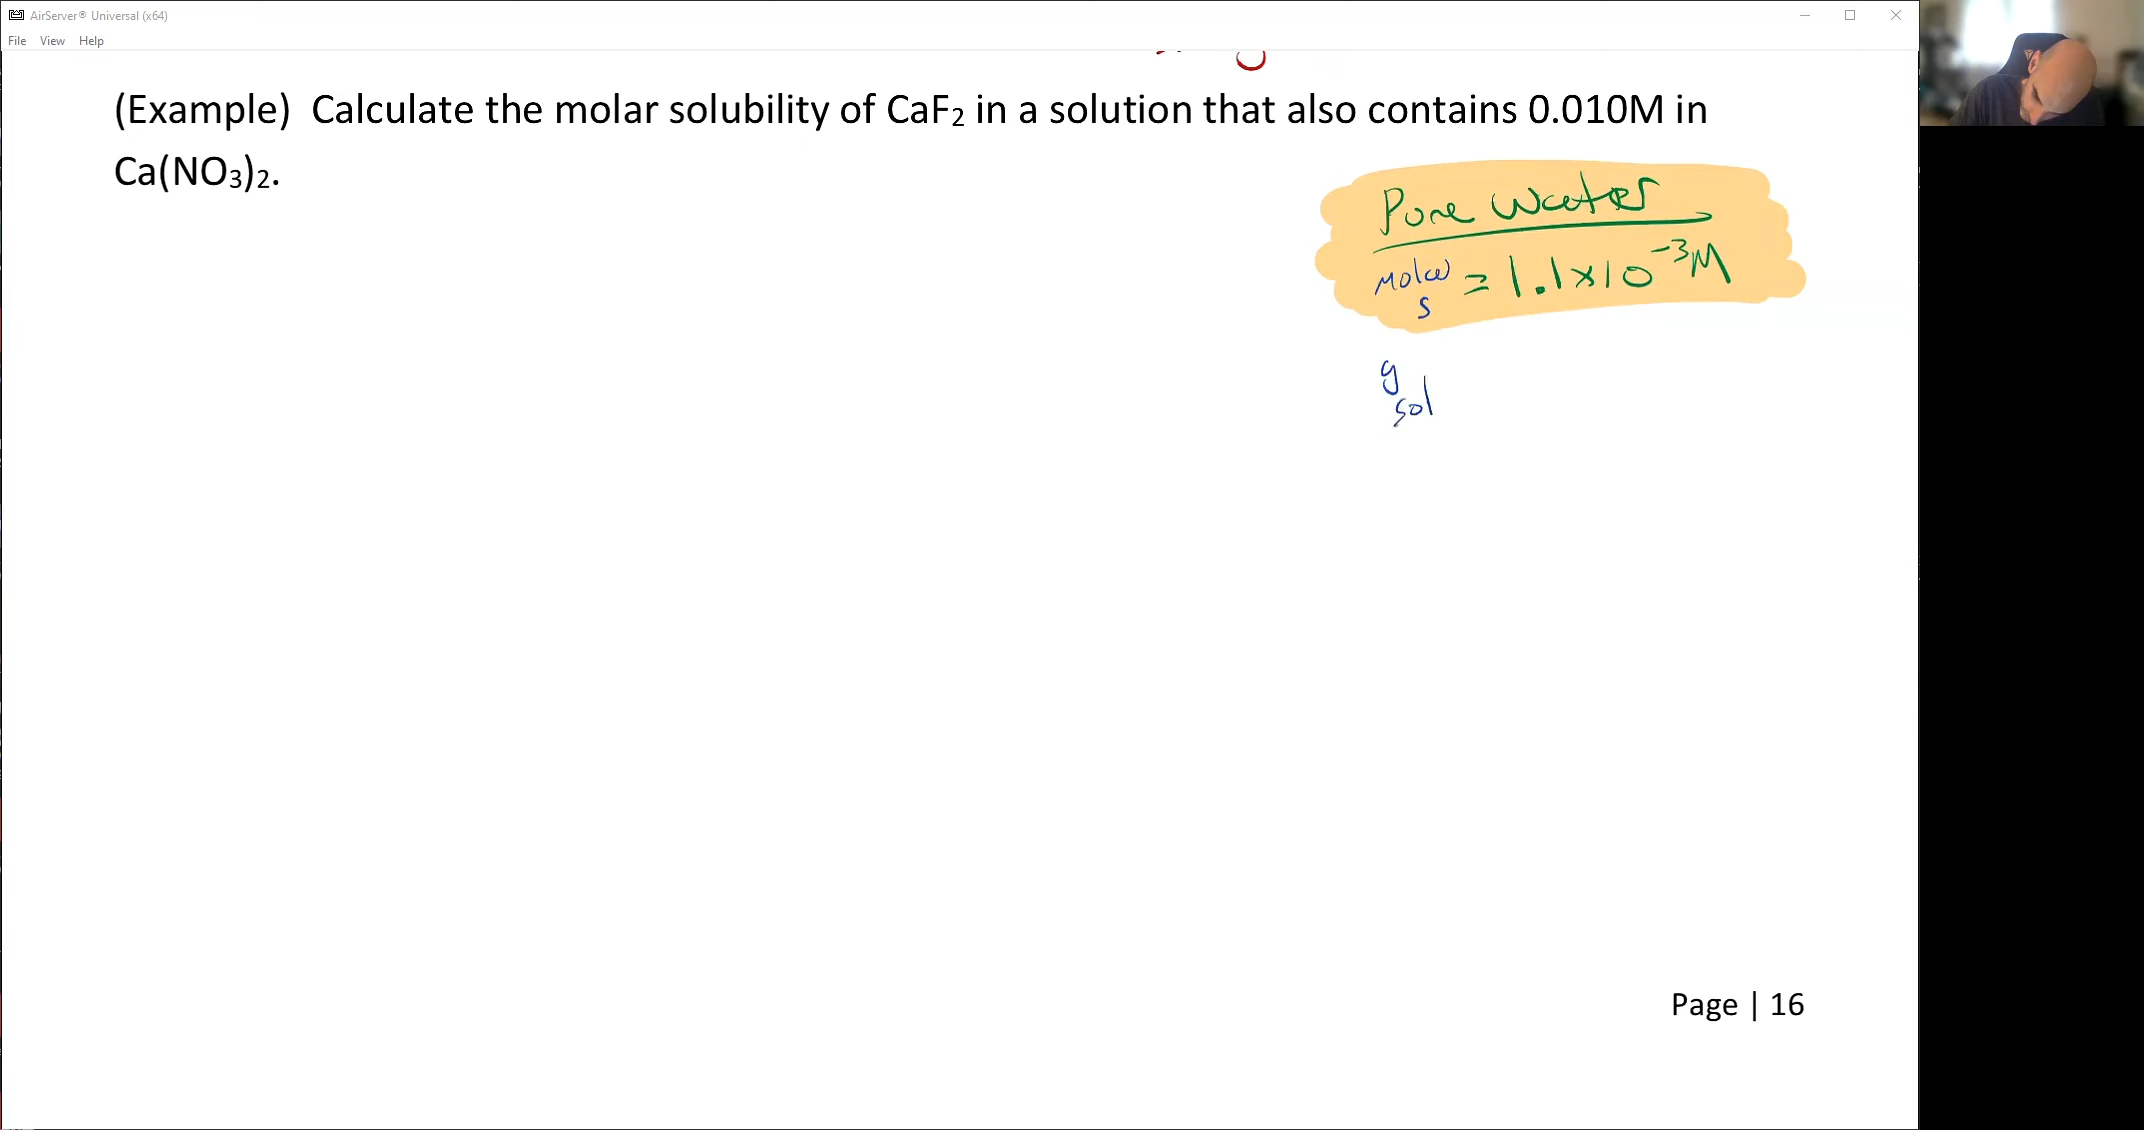 AirServer® Universal (x64)
File View Help
(Example) Calculate the molar solubility of CaF₂ in a solution that also contains 0.010M in
Ca(NO₃)₂.
Pure Water
molar = 1.1x10⁻³M
s
g
sol
Page | 16